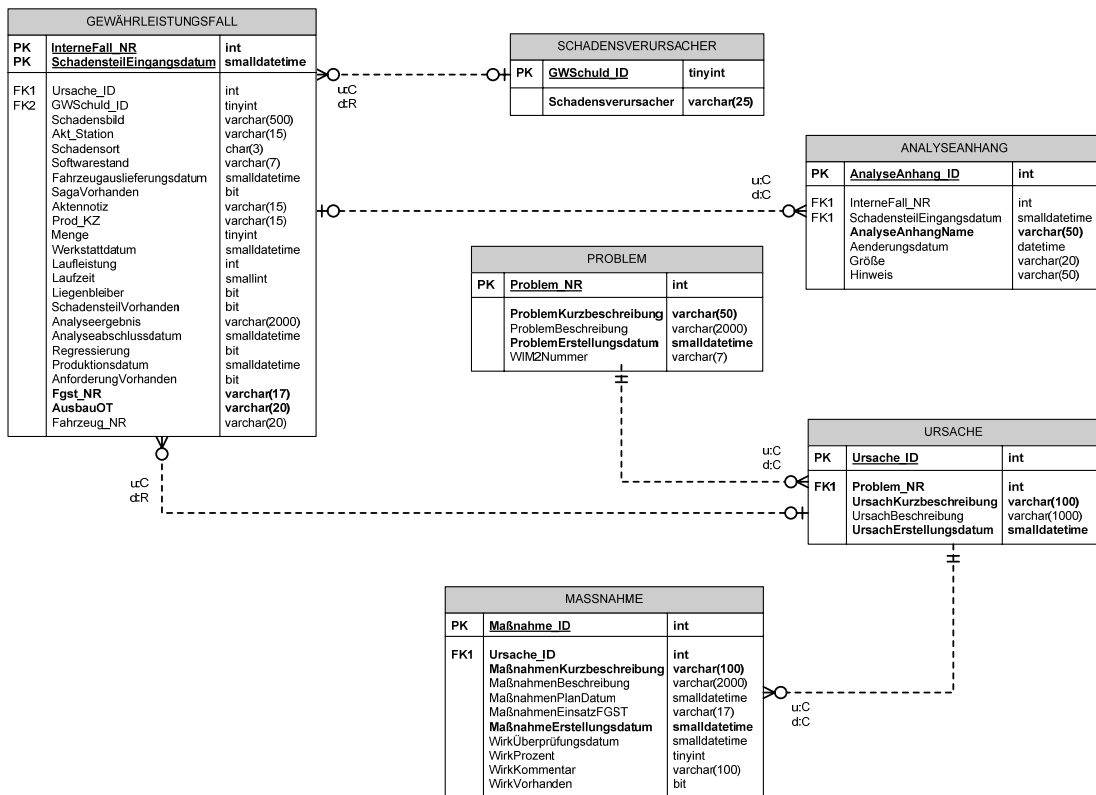 GEWÄHRLEISTUNGSFALL
PK InterneFall_NR int
PK SchadensteilEingangsdatum smalldatetime
FK1 Ursache_ID int
FK2 GWSchuld_ID tinyint
Schadensbild varchar(500)
Akt_Station varchar(15)
Schadensort char(3)
Softwarestand varchar(7)
Fahrzeugauslieferungsdatum smalldatetime
SagaVorhanden bit
Aktennotiz varchar(15)
Prod_KZ varchar(15)
Menge tinyint
Werkstattdatum smalldatetime
Laufleistung int
Laufzeit smallint
Liegenbleiber bit
SchadensteilVorhanden bit
Analyseergebnis varchar(2000)
Analyseabschlussdatum smalldatetime
Regressierung bit
Produktionsdatum smalldatetime
AnforderungVorhanden bit
Fgst_NR varchar(17)
AusbauOT varchar(20)
Fahrzeug_NR varchar(20)
u:C
d:R
SCHADENSVERURSACHER
PK GWSchuld_ID tinyint
Schadensverursacher varchar(25)
u:C
d:C
ANALYSEANHANG
PK AnalyseAnhang_ID int
FK1 InterneFall_NR int
FK1 SchadensteilEingangsdatum smalldatetime
AnalyseAnhangName varchar(50)
Aenderungsdatum datetime
Größe varchar(20)
Hinweis varchar(50)
PROBLEM
PK Problem_NR int
ProblemKurzbeschreibung varchar(50)
ProblemBeschreibung varchar(2000)
ProblemErstellungsdatum smalldatetime
WIM2Nummer varchar(7)
u:C
d:C
u:C
d:R
URSACHE
PK Ursache_ID int
FK1 Problem_NR int
UrsachKurzbeschreibung varchar(100)
UrsachBeschreibung varchar(1000)
UrsachErstellungsdatum smalldatetime
MASSNAHME
PK Maßnahme_ID int
FK1 Ursache_ID int
MaßnahmenKurzbeschreibung varchar(100)
MaßnahmenBeschreibung varchar(2000)
MaßnahmenPlanDatum smalldatetime
MaßnahmenEinsatzFGST varchar(17)
MaßnahmeErstellungsdatum smalldatetime
WirkÜberprüfungsdatum smalldatetime
WirkProzent tinyint
WirkKommentar varchar(100)
WirkVorhanden bit
u:C
d:C